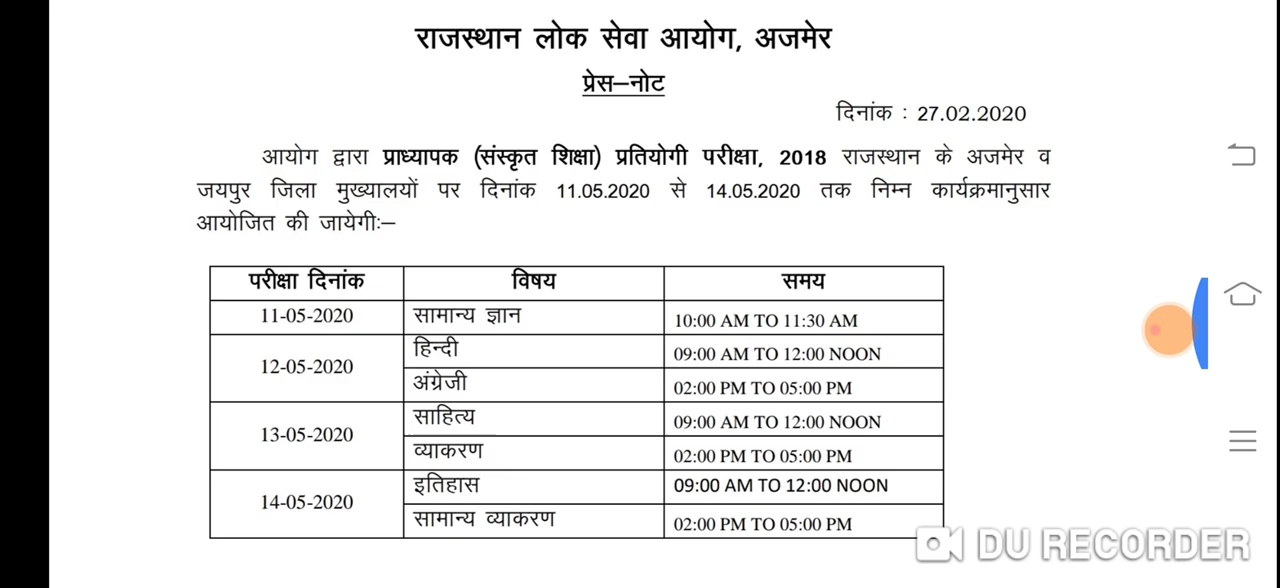 राजस्थान लोक सेवा आयोग, अजमेर
प्रेस–नोट
दिनांक : 27.02.2020
आयोग द्वारा प्राध्यापक (संस्कृत शिक्षा) प्रतियोगी परीक्षा, 2018 राजस्थान के अजमेर व
जयपुर जिला मुख्यालयों पर दिनांक 11.05.2020 से 14.05.2020 तक निम्न कार्यक्रमानुसार
आयोजित की जायेगीः–
परीक्षा दिनांक विषय समय
11-05-2020 सामान्य ज्ञान 10:00 AM TO 11:30 AM
12-05-2020 हिन्दी 09:00 AM TO 12:00 NOON
अंग्रेजी 02:00 PM TO 05:00 PM
13-05-2020 साहित्य 09:00 AM TO 12:00 NOON
व्याकरण 02:00 PM TO 05:00 PM
14-05-2020 इतिहास 09:00 AM TO 12:00 NOON
सामान्य व्याकरण 02:00 PM TO 05:00 PM
DU RECORDER